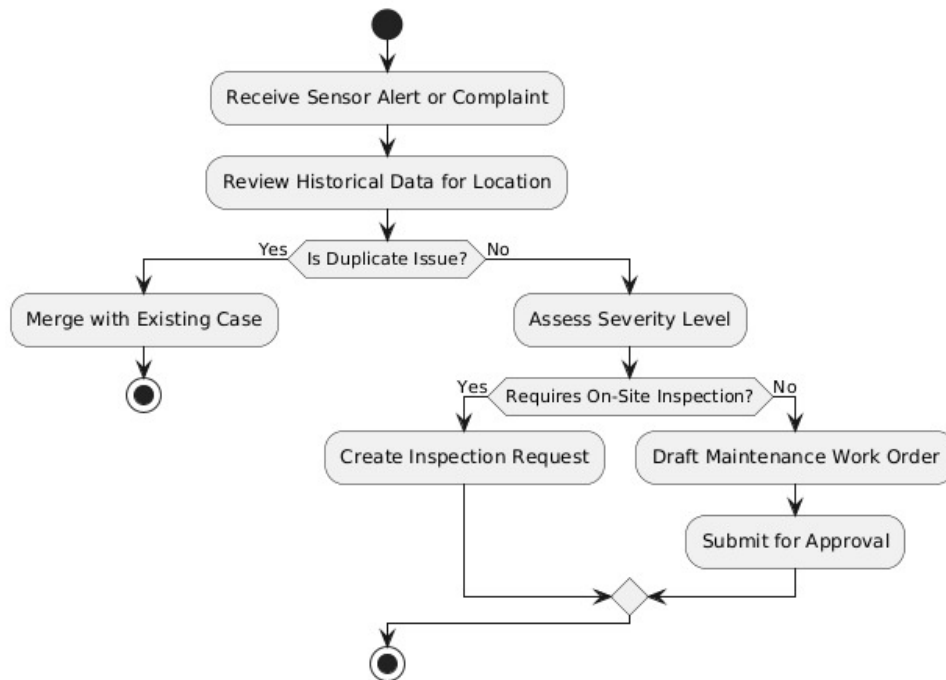 Receive Sensor Alert or Complaint
Review Historical Data for Location
Yes
Is Duplicate Issue?
No
Merge with Existing Case
Assess Severity Level
Yes
Requires On-Site Inspection?
No
Create Inspection Request
Draft Maintenance Work Order
Submit for Approval